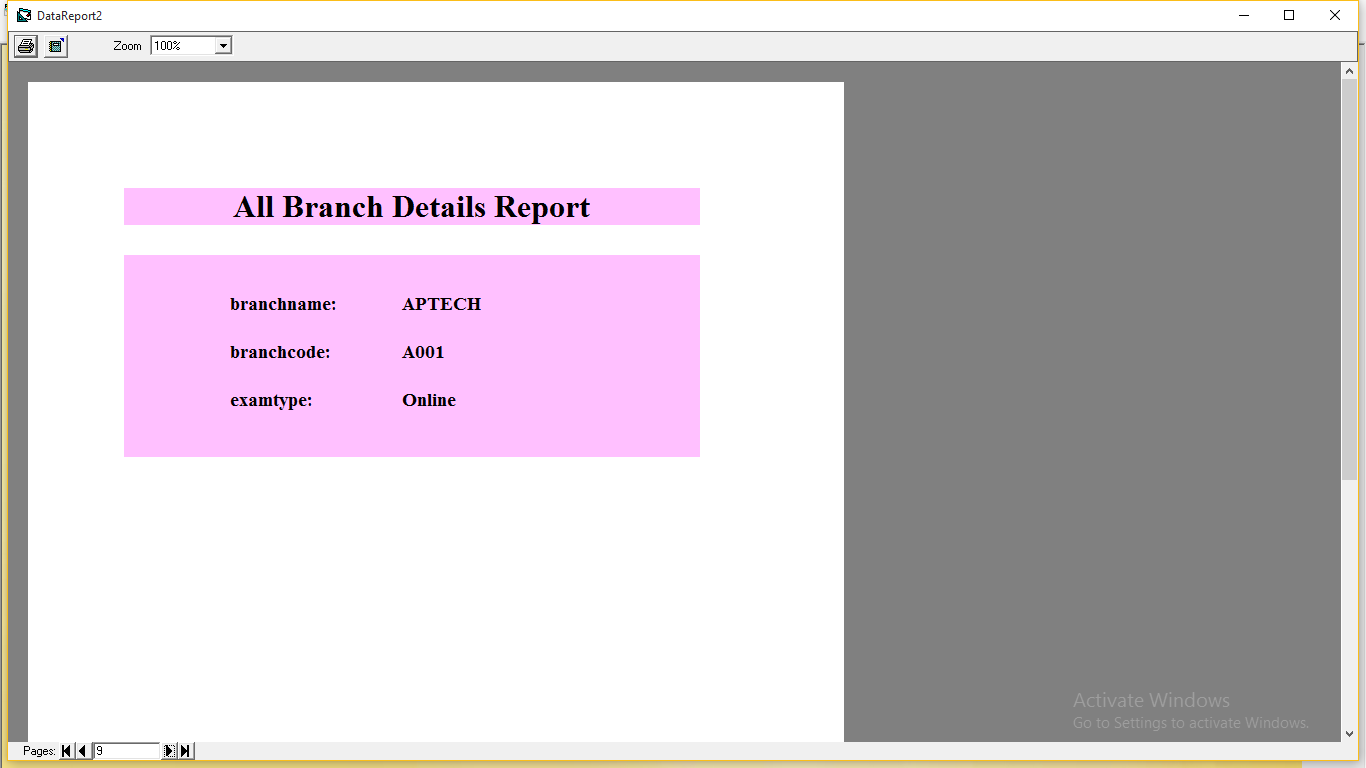 DataReport2
Zoom 100%
All Branch Details Report
branchname: APTECH
branchcode: A001
examtype: Online
Activate Windows
Go to Settings to activate Windows.
Pages: 9